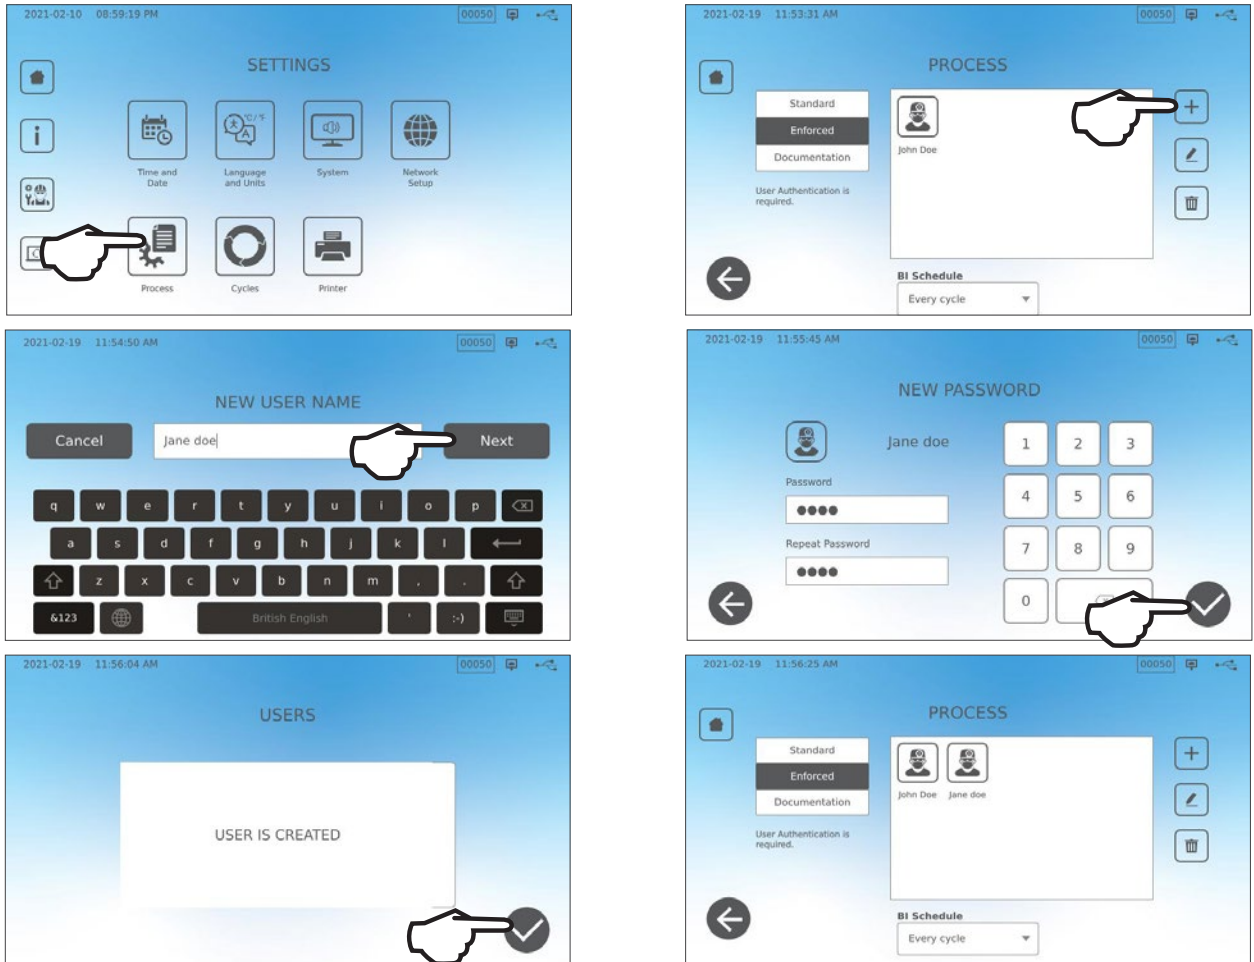 2021-02-10 08:59:19 PM 00050
SETTINGS
i
°C/°F
A
Time and Date
Language and Units
System
Network Setup
Process
Cycles
Printer
2021-02-19 11:53:31 AM 00050
PROCESS
Standard
Enforced
Documentation
User Authentication is
required.
John Doe
BI Schedule
Every cycle
2021-02-19 11:54:50 AM 00050
NEW USER NAME
Cancel Jane doe Next
q w e r t y u i o p
a s d f g h j k l
z x c v b n m , .
&123 British English ' :-)
2021-02-19 11:55:45 AM 00050
NEW PASSWORD
Jane doe
Password
Repeat Password
1 2 3
4 5 6
7 8 9
0
2021-02-19 11:56:04 AM 00050
USERS
USER IS CREATED
2021-02-19 11:56:25 AM 00050
PROCESS
Standard
Enforced
Documentation
User Authentication is
required.
John Doe Jane doe
BI Schedule
Every cycle